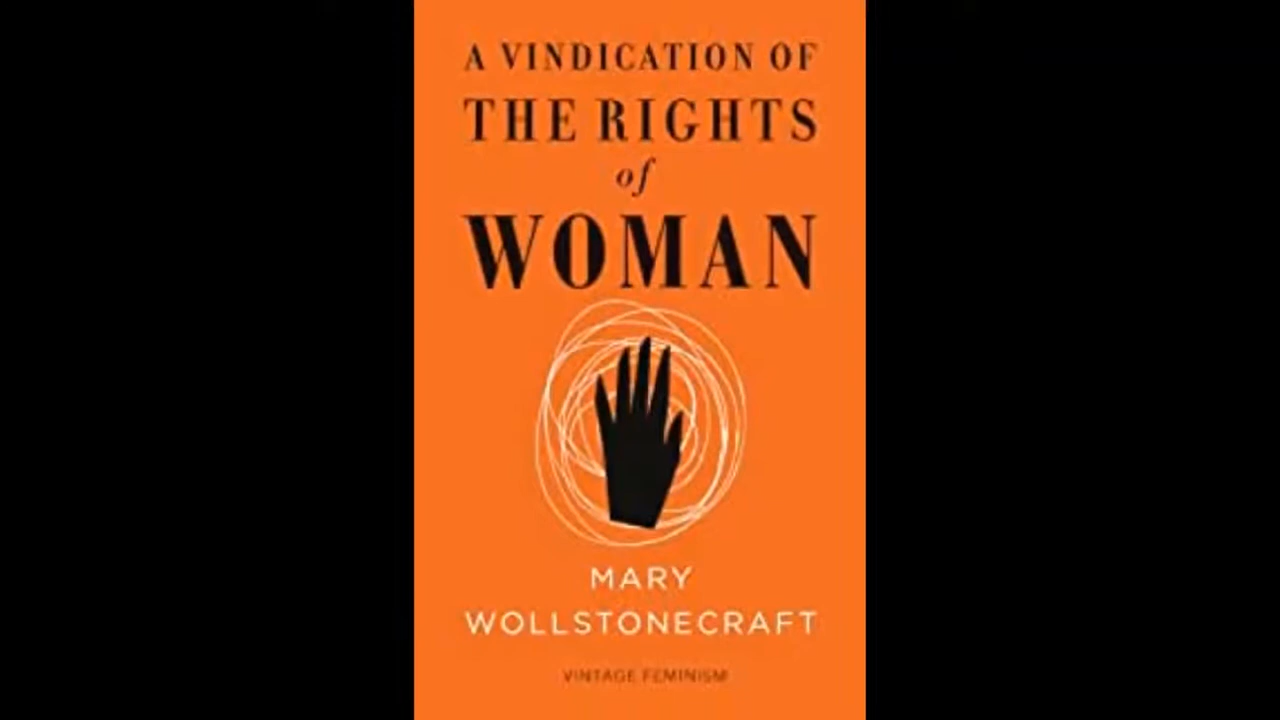 A VINDICATION OF
THE RIGHTS
of
WOMAN
MARY
WOLLSTONECRAFT
VINTAGE FEMINISM